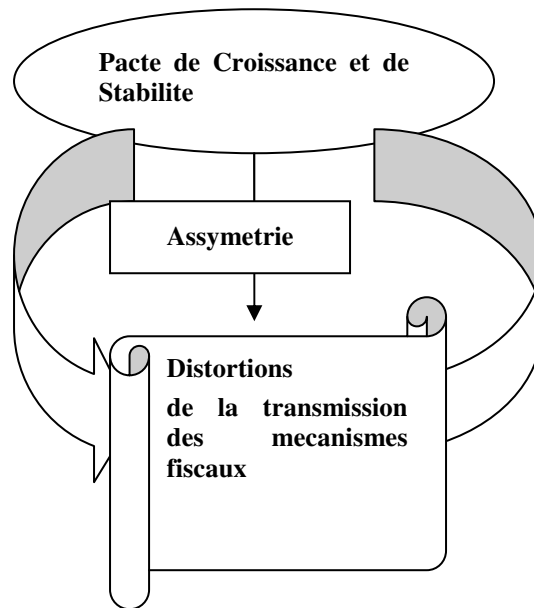 Pacte de Croissance et de
Stabilite
Assymetrie
Distortions
de la transmission
des mecanismes
fiscaux